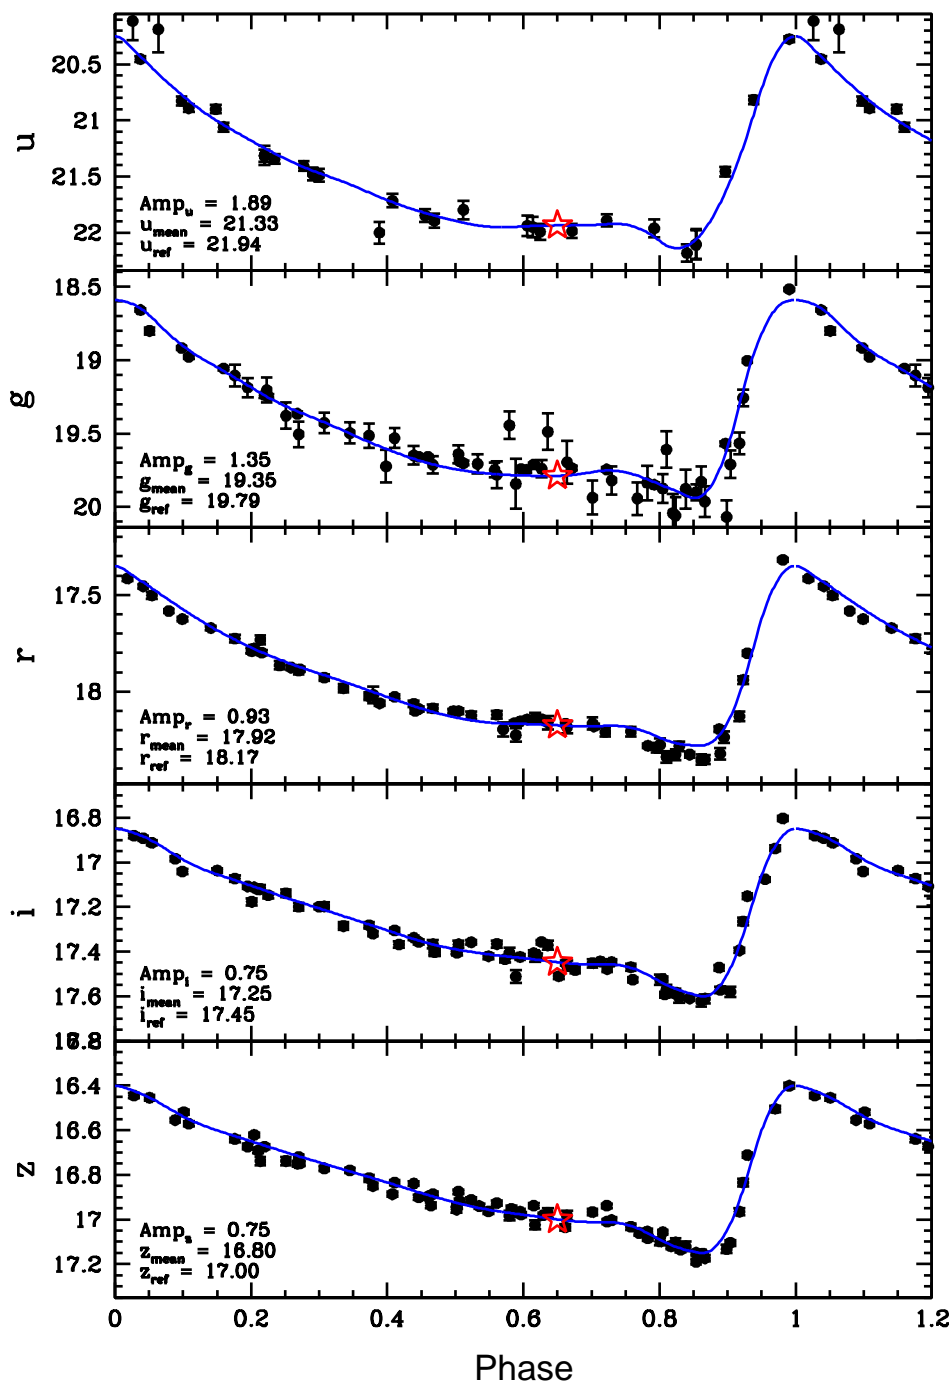 20.5
21
21.5
22
u
Amp_u = 1.89
u_mean = 21.33
u_ref = 21.94
18.5
19
19.5
20
g
Amp_g = 1.35
g_mean = 19.35
g_ref = 19.79
17.5
18
r
Amp_r = 0.93
r_mean = 17.92
r_ref = 18.17
16.8
17
17.2
17.4
17.6
i
Amp_i = 0.75
i_mean = 17.25
i_ref = 17.45
16.4
16.6
16.8
17
17.2
z
Amp_z = 0.75
z_mean = 16.80
z_ref = 17.00
0 0.2 0.4 0.6 0.8 1 1.2
Phase